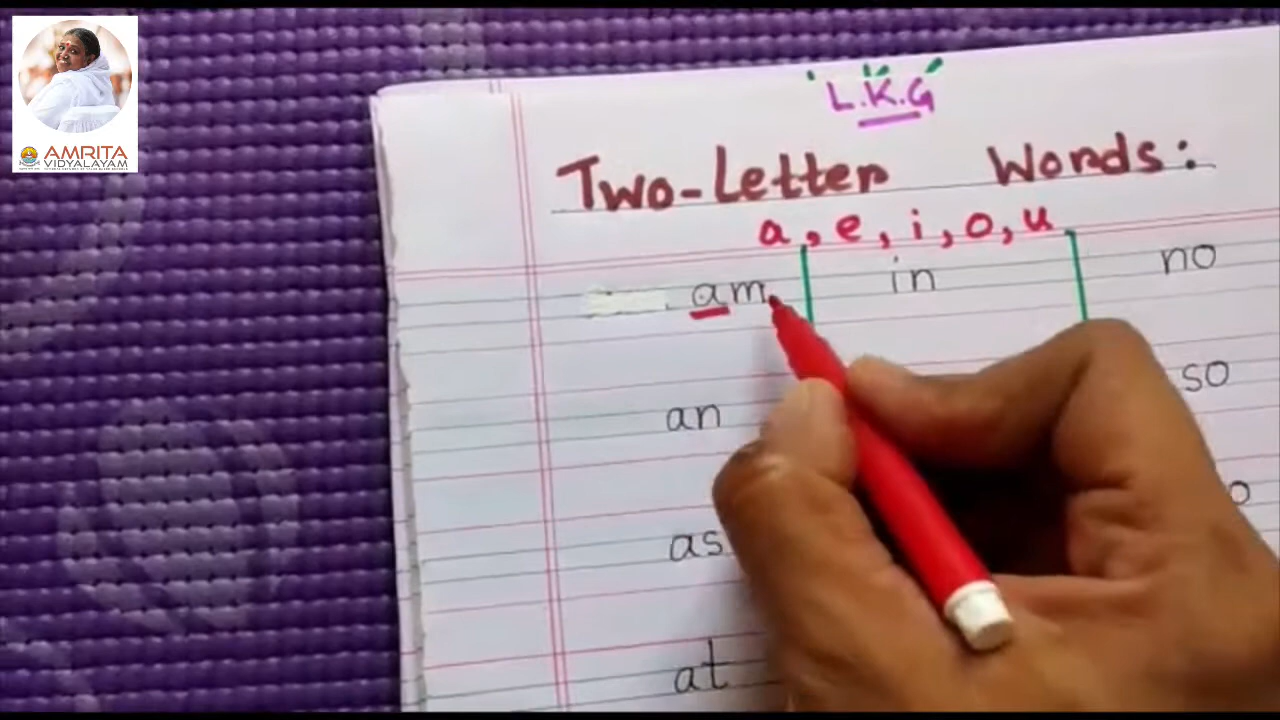 AMRITA
VIDYALAYAM
L.K.G
Two-Letter Words:
a, e, i, o, u
am in no
an so
as
at